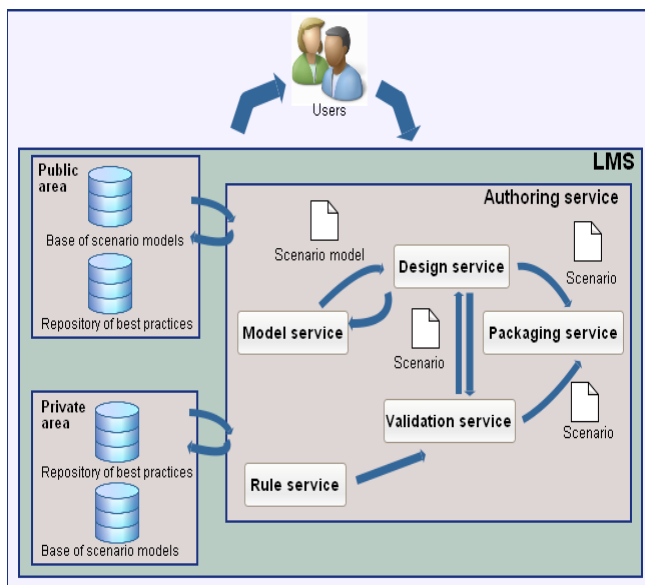 Users
LMS
Public
area
Base of scenario models
Repository of best practices
Authoring service
Scenario model
Design service
Scenario
Model service
Scenario
Packaging service
Validation service
Scenario
Rule service
Private
area
Repository of best practices
Base of scenario models